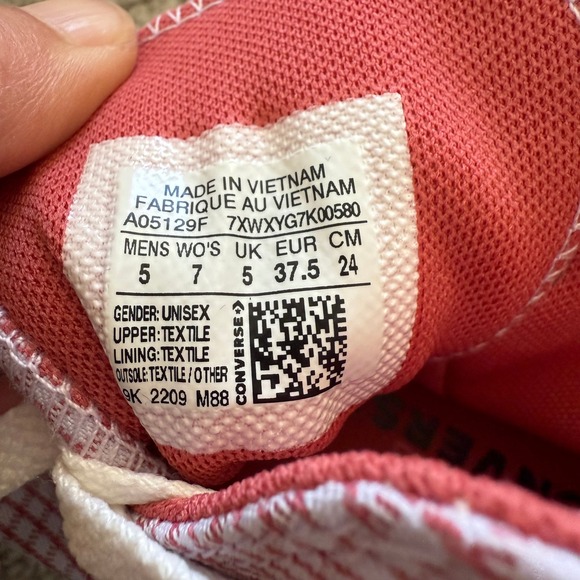 MADE IN VIETNAM
FABRIQUE AU VIETNAM
A05129F 7XWXYG7K00580
MENS WO'S UK EUR CM
5 7 5 37.5 24
GENDER: UNISEX
UPPER: TEXTILE
LINING: TEXTILE
OUTSOLE: TEXTILE / OTHER
9K 2209 M88
CONVERSE